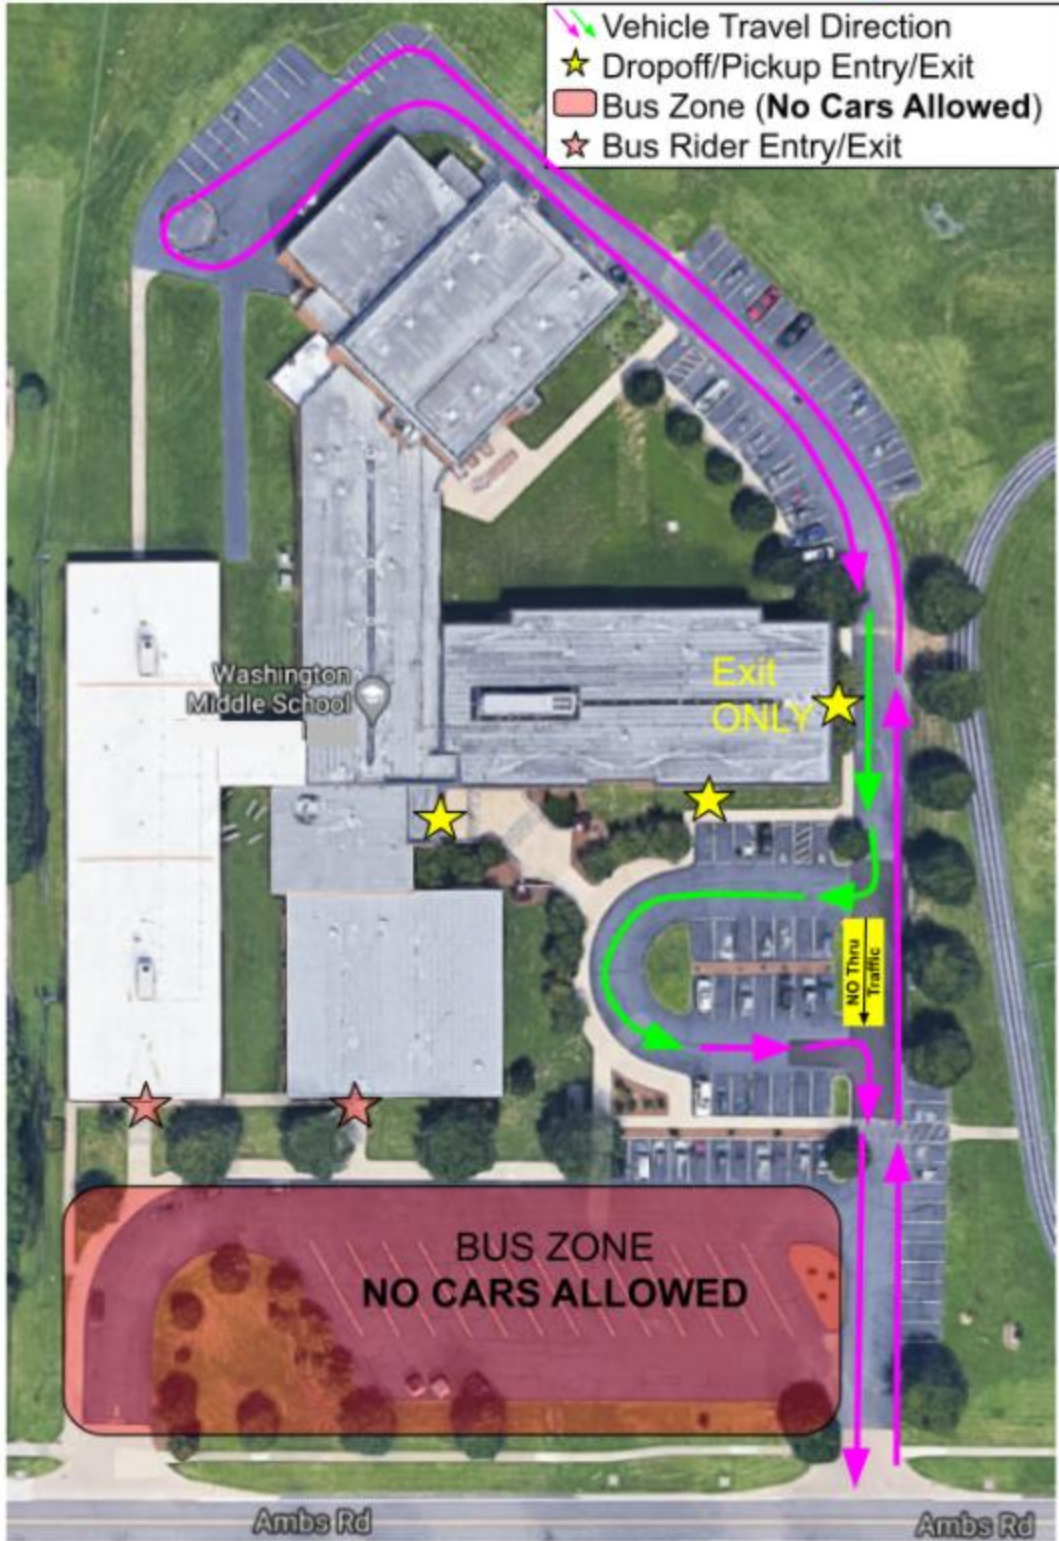 Vehicle Travel Direction
Dropoff/Pickup Entry/Exit
Bus Zone (No Cars Allowed)
Bus Rider Entry/Exit
Washington
Middle School
Exit
ONLY
NO Thru
Traffic
BUS ZONE
NO CARS ALLOWED
Ambs Rd
Ambs Rd